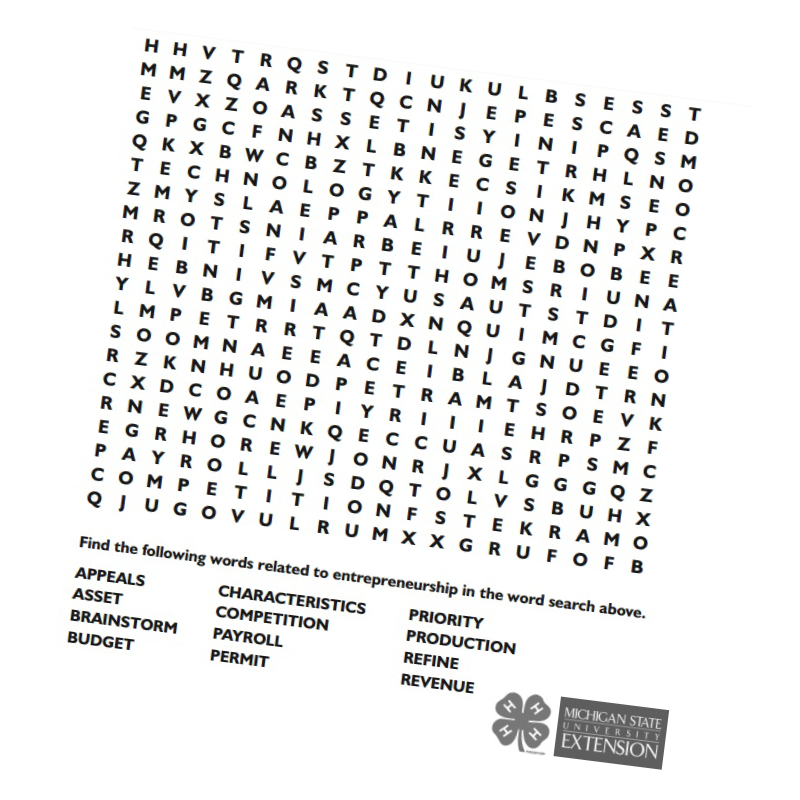 H H V T R Q S T D I U K U L B S E S S T
M M Z Q A R K T Q C N J E P E S C A E D
E V X Z O A S S E T I S Y I N I P Q S M
G P G C F N H X L B N E G E T R H L N O
Q K X B W C B Z T K K E C S I K M S E O
T E C H N O L O G Y T I I O N J H Y P C
Z M Y S L A E P P A L R R E V D N P X R
M R O T S N I A R B E I U J E B O B E E
R Q I T I F V T P T T H O M S R I U N A
H E B N I V S M C Y U S A U T S T D I T
Y L V B G M I A A D X N Q U I M C G F I
L M P E T R R T Q T D L N J G N U E E O
S O O M N A E E A C E I B L A J D T R N
R Z K N H U O D P E T R A M T S O E V K
C X D C O A E P I Y R I I I E H R P Z F
R N E W G C N K Q E C C U A S R P S M C
E G R H O R E W J O N R J X L G G G Q Z
P A Y R O L L J S D Q T O L V S B U H X
C O M P E T I T I O N F S T E K R A M O
Q J U G O V U L R U M X X G R U F O F B
Find the following words related to entrepreneurship in the word search above.
APPEALS
ASSET
BRAINSTORM
BUDGET
CHARACTERISTICS
COMPETITION
PAYROLL
PERMIT
PRIORITY
PRODUCTION
REFINE
REVENUE
H H
H H
MICHIGAN STATE
UNIVERSITY
EXTENSION